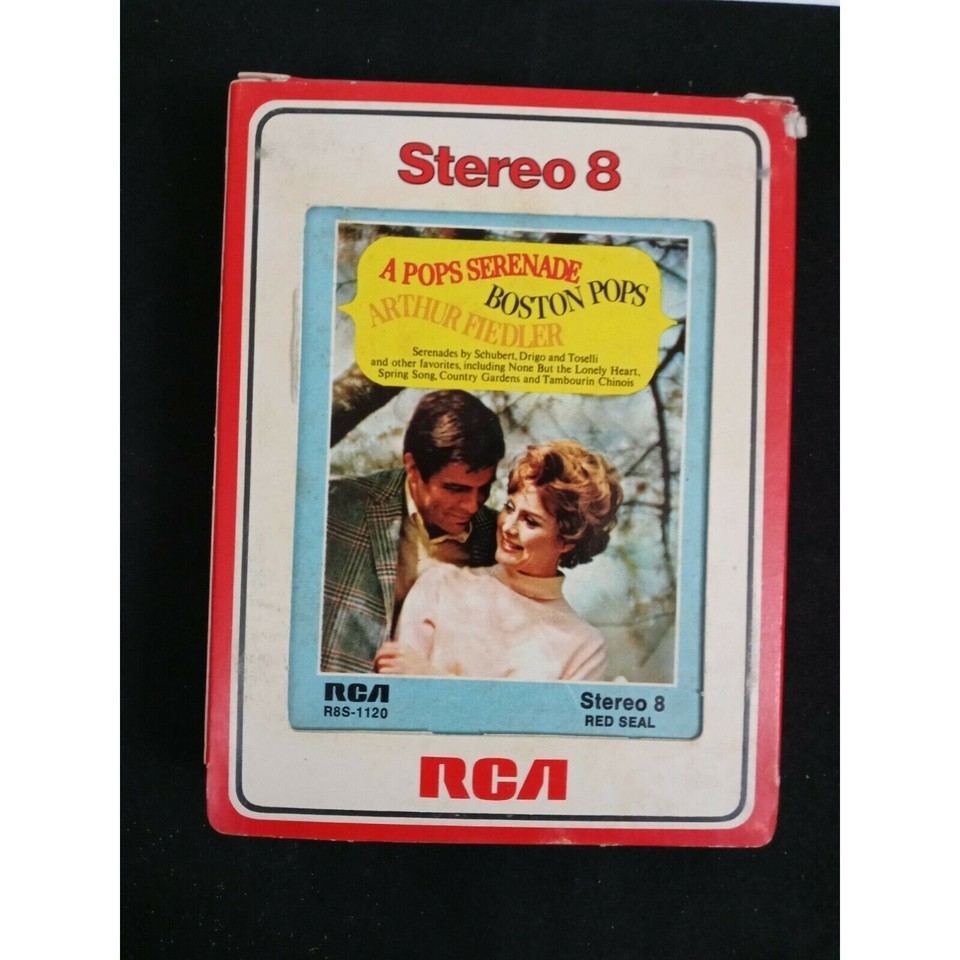 Stereo 8
A POPS SERENADE
BOSTON POPS
ARTHUR FIEDLER
Serenades by Schubert, Drigo and Toselli
and other favorites, including None But the Lonely Heart,
Spring Song, Country Gardens and Tambourin Chinois
RCA
R8S-1120
Stereo 8
RED SEAL
RCA